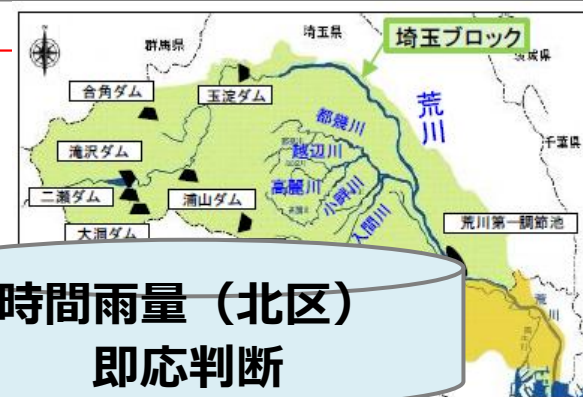 埼玉県
群馬県
埼玉ブロック
茨城県
合角ダム
玉淀ダム
荒川
都幾川
千葉県
滝沢ダム
越辺川
高麗川
小畔川
二瀬ダム
浦山ダム
入間川
荒川第一調節池
大洞ダム
時間雨量（北区）
即応判断
荒川